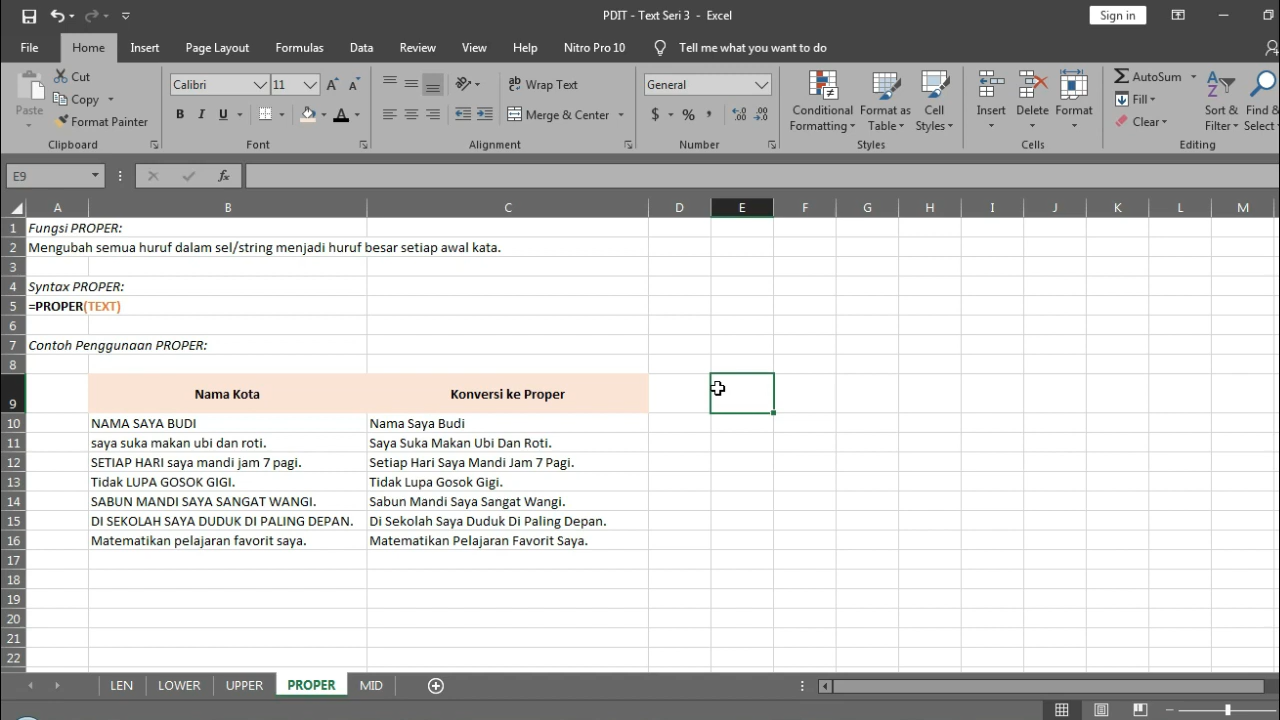 PDIT - Text Seri 3 - Excel
Sign in
File Home Insert Page Layout Formulas Data Review View Help Nitro Pro 10 Tell me what you want to do
Paste
Cut
Copy
Format Painter
Clipboard
Calibri 11
B I U A
Font
Wrap Text
Merge & Center
Alignment
General
$ % ,
Number
Conditional Formatting
Format as Table
Cell Styles
Styles
Insert
Delete
Format
Cells
AutoSum
Fill
Clear
Sort & Filter
Find & Select
Editing
E9
fx
A B C D E F G H I J K L M
1 Fungsi PROPER:
2 Mengubah semua huruf dalam sel/string menjadi huruf besar setiap awal kata.
3
4 Syntax PROPER:
5 =PROPER(TEXT)
6
7 Contoh Penggunaan PROPER:
8
9 Nama Kota Konversi ke Proper
10 NAMA SAYA BUDI Nama Saya Budi
11 saya suka makan ubi dan roti. Saya Suka Makan Ubi Dan Roti.
12 SETIAP HARI saya mandi jam 7 pagi. Setiap Hari Saya Mandi Jam 7 Pagi.
13 Tidak LUPA GOSOK GIGI. Tidak Lupa Gosok Gigi.
14 SABUN MANDI SAYA SANGAT WANGI. Sabun Mandi Saya Sangat Wangi.
15 DI SEKOLAH SAYA DUDUK DI PALING DEPAN. Di Sekolah Saya Duduk Di Paling Depan.
16 Matematikan pelajaran favorit saya. Matematikan Pelajaran Favorit Saya.
17
18
19
20
21
22
LEN LOWER UPPER PROPER MID